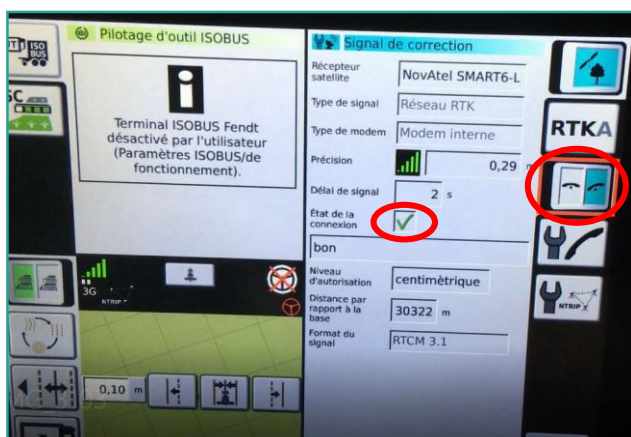 ISO
BUS
Pilotage d'outil ISOBUS
Terminal ISOBUS Fendt
désactivé par l'utilisateur
(Paramètres ISOBUS/de
fonctionnement).
SC
3G
NTRIP
0,10 m
Signal de correction
Récepteur
satellite
NovAtel SMART6-L
Type de signal
Réseau RTK
Type de modem
Modem interne
Précision
0,29
Délai de signal
2 s
État de la
connexion
bon
Niveau
d'autorisation
centimètrique
Distance par
rapport à la
base
30322 m
Format du
signal
RTCM 3.1
RTKA
NTRIP